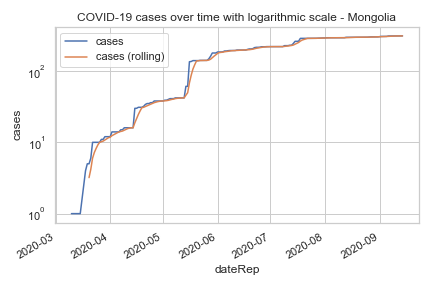 COVID-19 cases over time with logarithmic scale - Mongolia
cases
cases (rolling)
10²
10¹
10⁰
cases
2020-03
2020-04
2020-05
2020-06
2020-07
2020-08
2020-09
dateRep